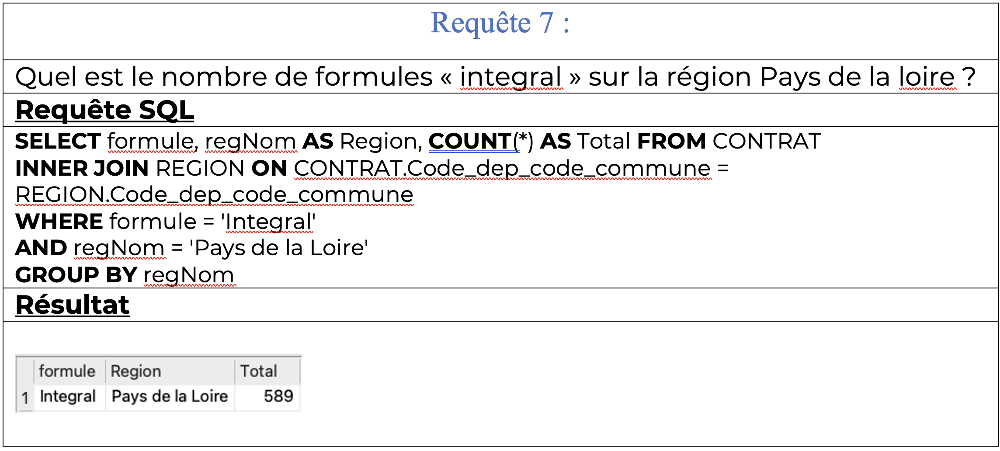 Requête 7 :
Quel est le nombre de formules « integral » sur la région Pays de la loire ?
Requête SQL
SELECT formule, regNom AS Region, COUNT(*) AS Total FROM CONTRAT
INNER JOIN REGION ON CONTRAT.Code_dep_code_commune =
REGION.Code_dep_code_commune
WHERE formule = 'Integral'
AND regNom = 'Pays de la Loire'
GROUP BY regNom
Résultat
formule Region Total
1 Integral Pays de la Loire 589